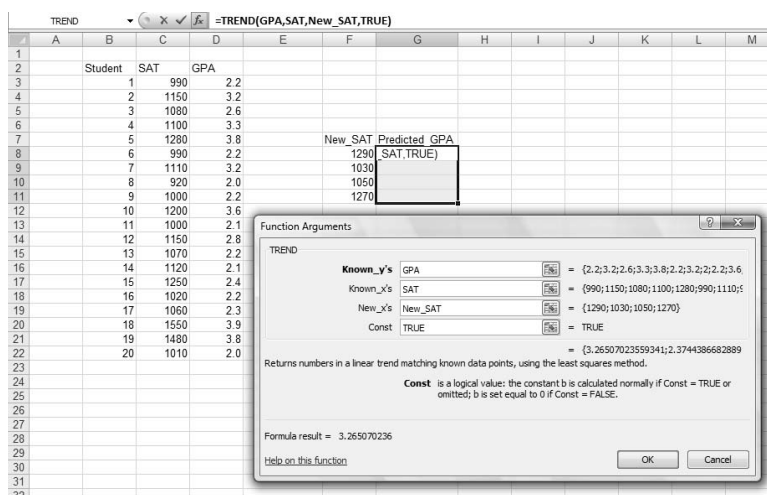 TREND =TREND(GPA,SAT,New_SAT,TRUE)
A B C D E F G H I J K L M
1
2 Student SAT GPA
3 1 990 2.2
4 2 1150 3.2
5 3 1080 2.6
6 4 1100 3.3
7 5 1280 3.8 New_SAT Predicted_GPA
8 6 990 2.2 1290 _SAT,TRUE)
9 7 1110 3.2 1030
10 8 920 2.0 1050
11 9 1000 2.2 1270
12 10 1200 3.6
13 11 1000 2.1
14 12 1150 2.8
15 13 1070 2.2
16 14 1120 2.1
17 15 1250 2.4
18 16 1020 2.2
19 17 1060 2.3
20 18 1550 3.9
21 19 1480 3.8
22 20 1010 2.0
23
24
25
26
27
28
29
30
31
Function Arguments
TREND
Known_y's GPA = {2.2;3.2;2.6;3.3;3.8;2.2;3.2;2;2.2;3.6
Known_x's SAT = {990;1150;1080;1100;1280;990;1110;9
New_x's New_SAT = {1290;1030;1050;1270}
Const TRUE = TRUE
= {3.26507023559341;2.3744386682889
Returns numbers in a linear trend matching known data points, using the least squares method.
Const is a logical value: the constant b is calculated normally if Const = TRUE or
omitted; b is set equal to 0 if Const = FALSE.
Formula result = 3.265070236
Help on this function OK Cancel